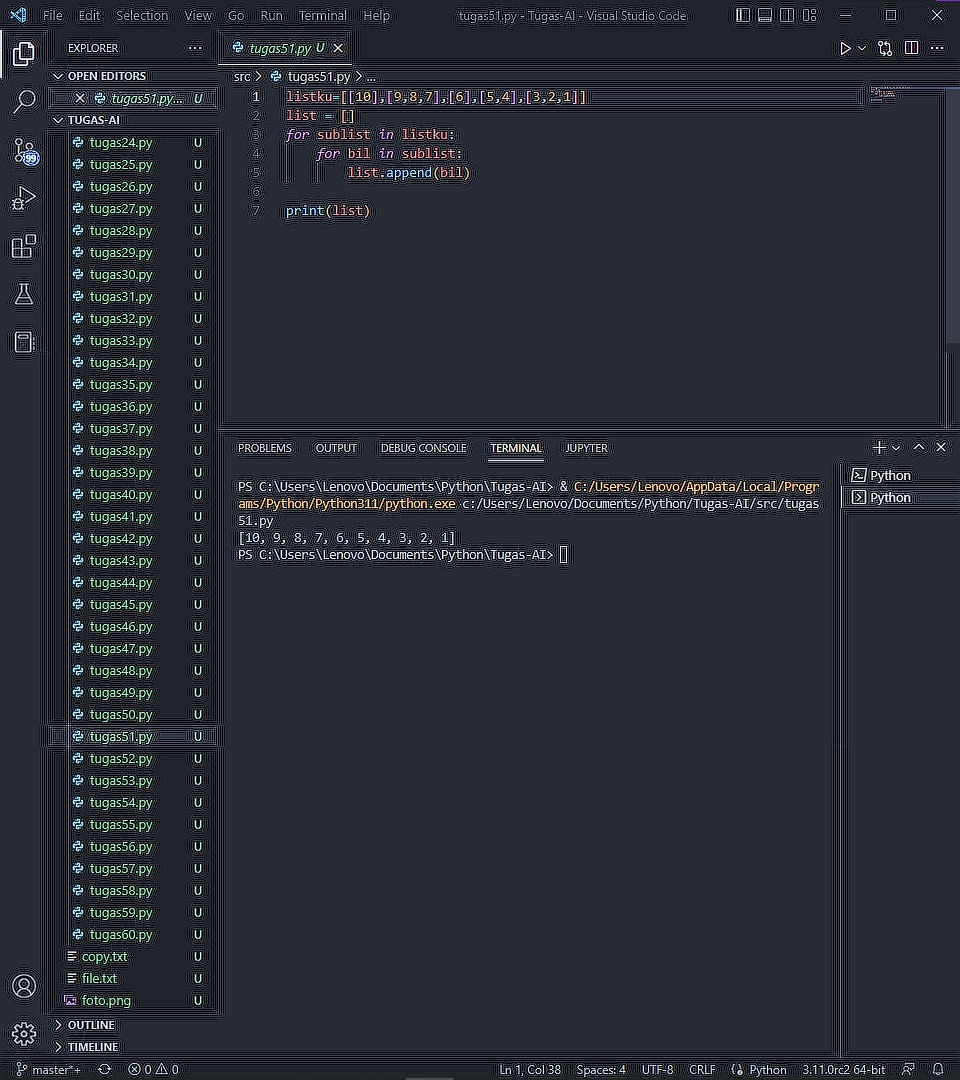 File Edit Selection View Go Run Terminal Help tugas51.py - Tugas-AI - Visual Studio Code
EXPLORER
OPEN EDITORS
tugas51.py... U
TUGAS-AI
tugas24.py U
tugas25.py U
tugas26.py U
tugas27.py U
tugas28.py U
tugas29.py U
tugas30.py U
tugas31.py U
tugas32.py U
tugas33.py U
tugas34.py U
tugas35.py U
tugas36.py U
tugas37.py U
tugas38.py U
tugas39.py U
tugas40.py U
tugas41.py U
tugas42.py U
tugas43.py U
tugas44.py U
tugas45.py U
tugas46.py U
tugas47.py U
tugas48.py U
tugas49.py U
tugas50.py U
tugas51.py U
tugas52.py U
tugas53.py U
tugas54.py U
tugas55.py U
tugas56.py U
tugas57.py U
tugas58.py U
tugas59.py U
tugas60.py U
copy.txt U
file.txt U
foto.png U
OUTLINE
TIMELINE
99
tugas51.py U
src > tugas51.py > ...
1 listku=[[10],[9,8,7],[6],[5,4],[3,2,1]]
2 list = []
3 for sublist in listku:
4     for bil in sublist:
5         list.append(bil)
6
7 print(list)
PROBLEMS OUTPUT DEBUG CONSOLE TERMINAL JUPYTER
PS C:\Users\Lenovo\Documents\Python\Tugas-AI> & C:/Users/Lenovo/AppData/Local/Progr
ams/Python/Python311/python.exe c:/Users/Lenovo/Documents/Python/Tugas-AI/src/tugas
51.py
[10, 9, 8, 7, 6, 5, 4, 3, 2, 1]
PS C:\Users\Lenovo\Documents\Python\Tugas-AI>
Python
Python
master*+ 0 0 Ln 1, Col 38 Spaces: 4 UTF-8 CRLF Python 3.11.0rc2 64-bit